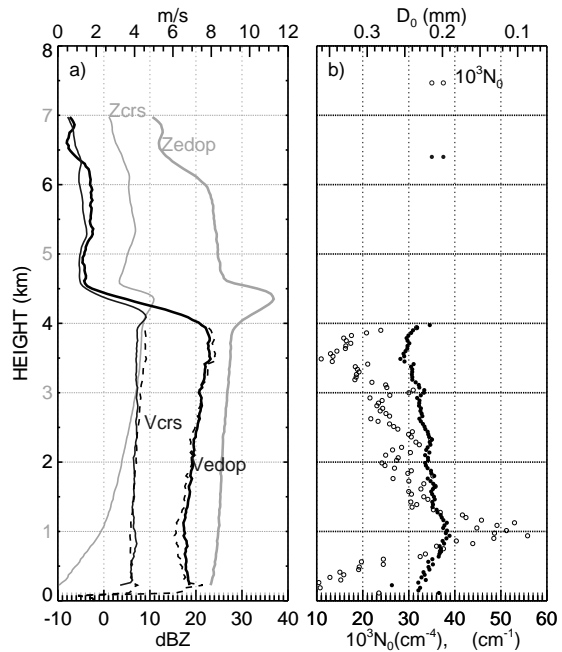 m/s
0 2 4 6 8 10 12
D0 (mm)
0.3 0.2 0.1
a)
b)
10³N0
Zcrs
Zedop
Vcrs
Vedop
HEIGHT (km)
8
7
6
5
4
3
2
1
0
-10 0 10 20 30 40
dBZ
10 20 30 40 50 60
10³N0(cm-4), (cm-1)